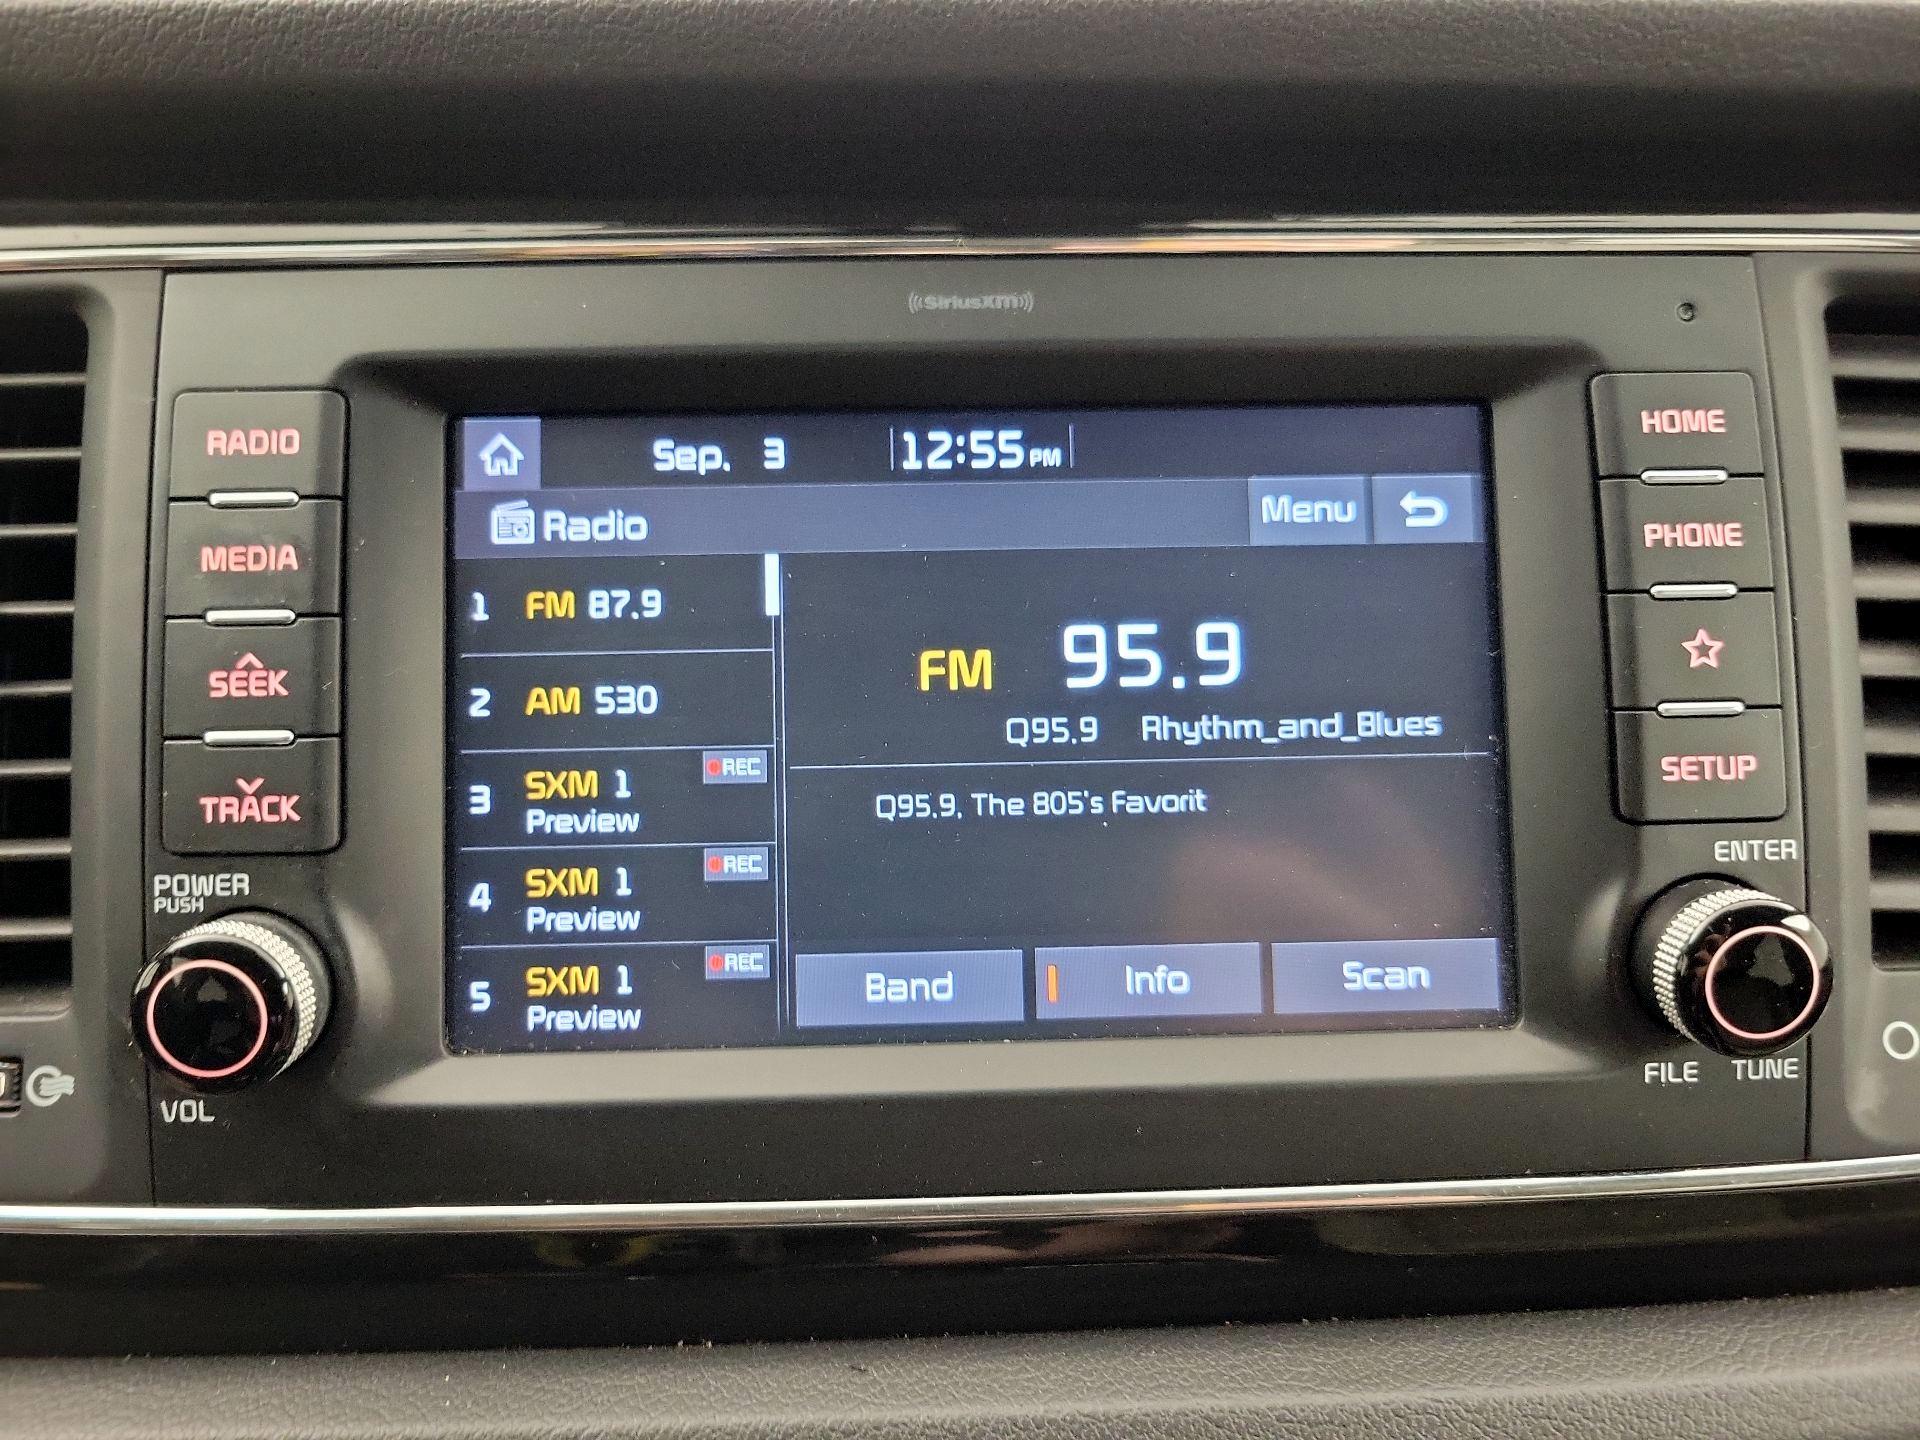 ((SiriusXM))
RADIO
MEDIA
SEEK
TRACK
POWER
PUSH
VOL
Sep. 3 12:55 PM
Radio
Menu
1 FM 87.9
2 AM 530
3 SXM 1 REC
Preview
4 SXM 1 REC
Preview
5 SXM 1 REC
Preview
FM 95.9
Q95.9 Rhythm_and_Blues
Q95.9, The 805's Favorit
Band
Info
Scan
HOME
PHONE
SETUP
ENTER
FILE TUNE